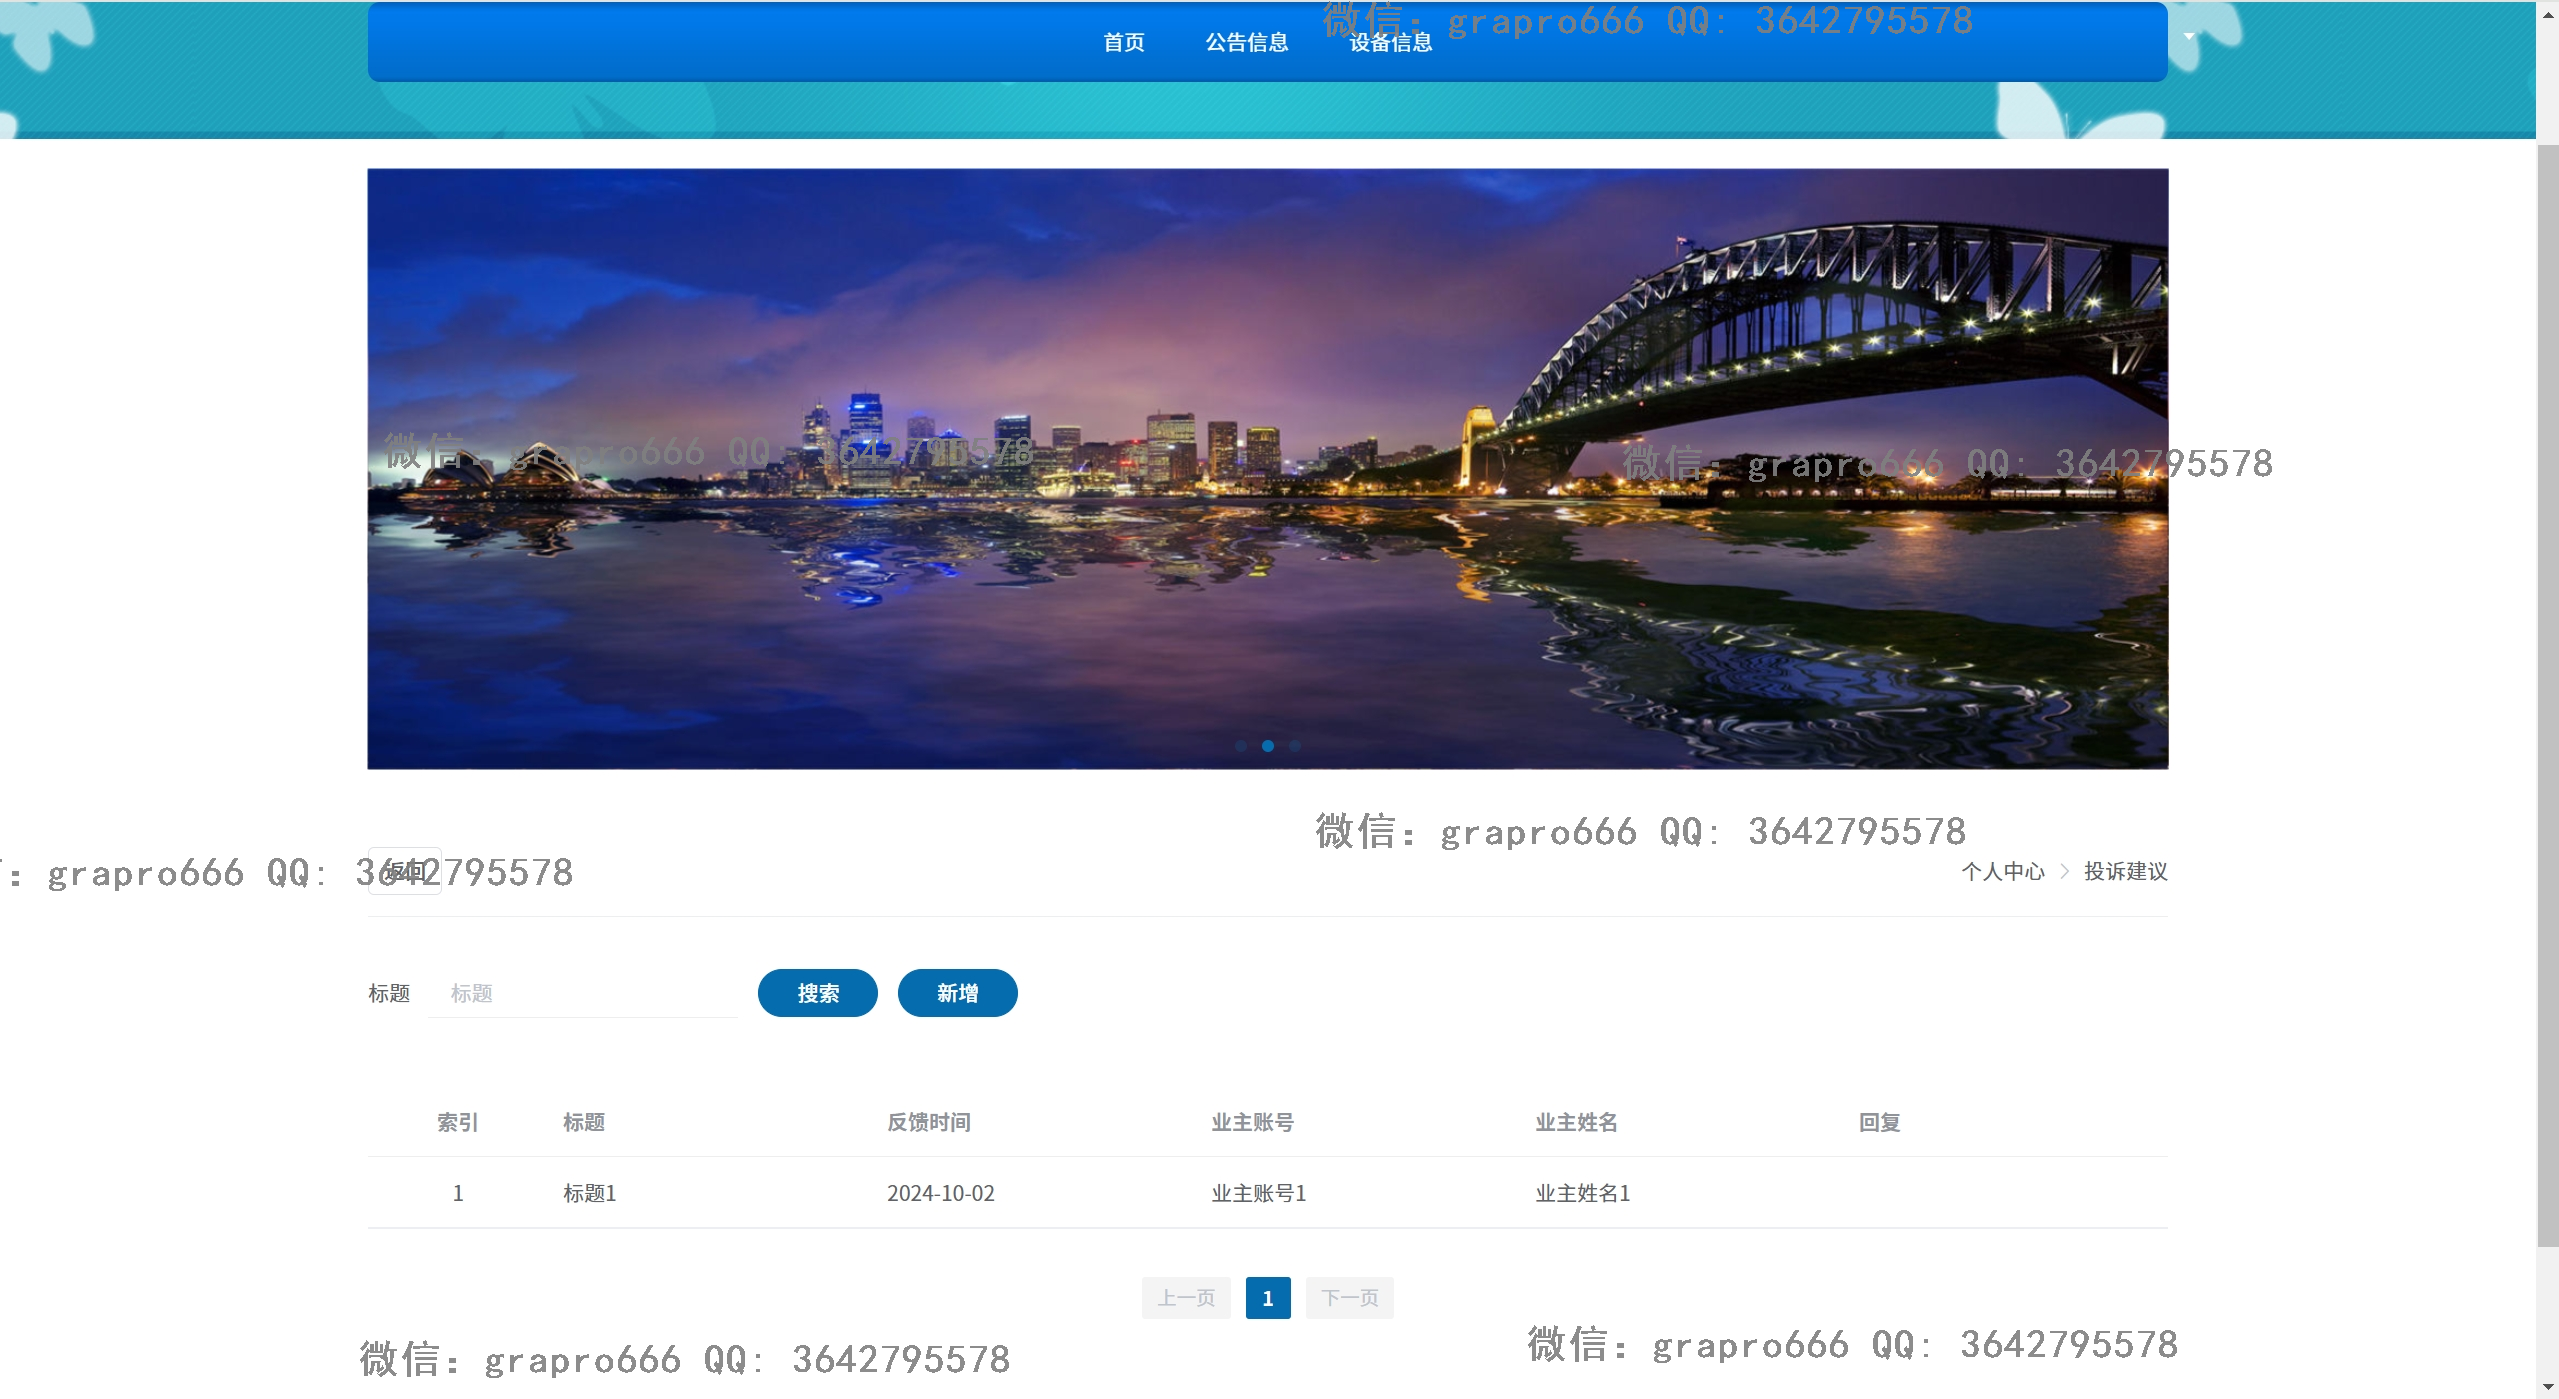 微信: grapro666 QQ: 3642795578
首页 公告信息 设备信息
微信: grapro666 QQ: 3642795578
微信: grapro666 QQ: 3642795578
微信: grapro666 QQ: 3642795578
: grapro666 QQ: 3642795578
返回
个人中心 > 投诉建议
标题 标题 搜索 新增
索引 标题 反馈时间 业主账号 业主姓名 回复
1 标题1 2024-10-02 业主账号1 业主姓名1
上一页 1 下一页
微信: grapro666 QQ: 3642795578
微信: grapro666 QQ: 3642795578